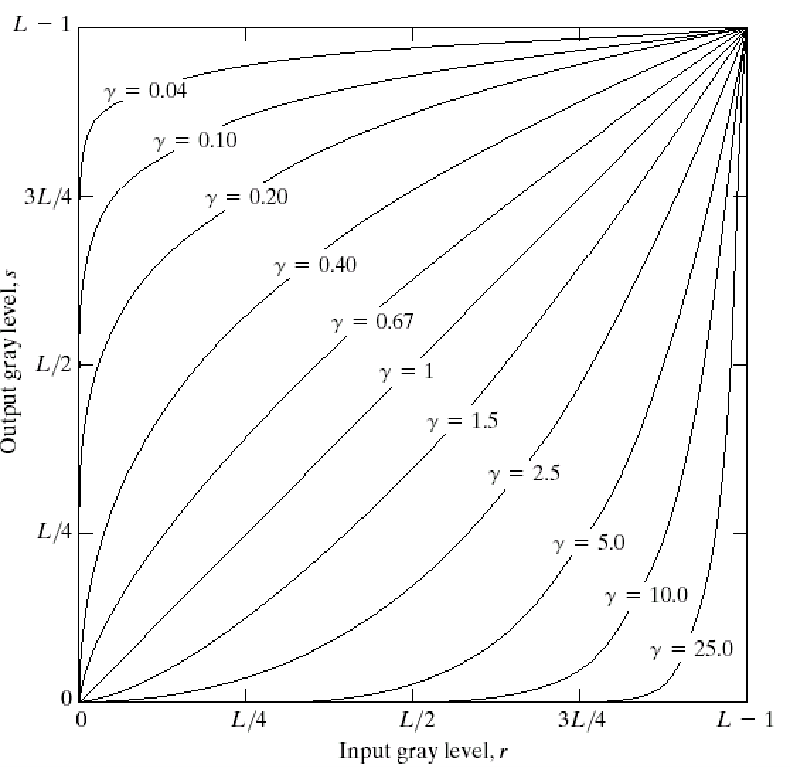 L − 1
γ = 0.04
γ = 0.10
3L/4
γ = 0.20
γ = 0.40
γ = 0.67
Output gray level, s
L/2
γ = 1
γ = 1.5
γ = 2.5
L/4
γ = 5.0
γ = 10.0
γ = 25.0
0
0
L/4
L/2
3L/4
L − 1
Input gray level, r